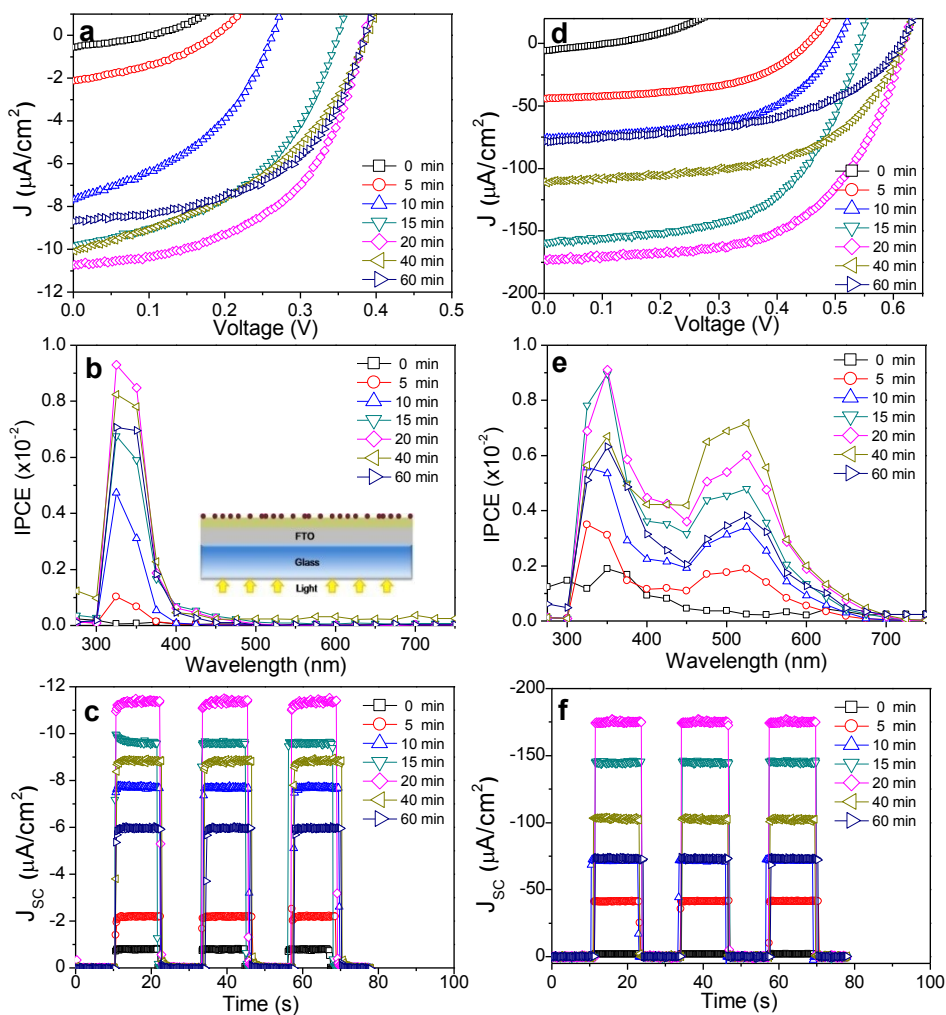 a
J (µA/cm²)
0
-2
-4
-6
-8
-10
-12
0 min
5 min
10 min
15 min
20 min
40 min
60 min
0.0 0.1 0.2 0.3 0.4 0.5
Voltage (V)
d
J (µA/cm²)
0
-50
-100
-150
-200
0 min
5 min
10 min
15 min
20 min
40 min
60 min
0.0 0.1 0.2 0.3 0.4 0.5 0.6
Voltage (V)
b
IPCE (x10⁻²)
1.0
0.8
0.6
0.4
0.2
0.0
0 min
5 min
10 min
15 min
20 min
40 min
60 min
FTO
Glass
Light
300 400 500 600 700
Wavelength (nm)
e
IPCE (x10⁻²)
1.0
0.8
0.6
0.4
0.2
0.0
0 min
5 min
10 min
15 min
20 min
40 min
60 min
300 400 500 600 700
Wavelength (nm)
c
J_SC (µA/cm²)
-12
-10
-8
-6
-4
-2
0
0 min
5 min
10 min
15 min
20 min
40 min
60 min
0 20 40 60 80 100
Time (s)
f
J_SC (µA/cm²)
-200
-150
-100
-50
0
0 min
5 min
10 min
15 min
20 min
40 min
60 min
0 20 40 60 80 100
Time (s)